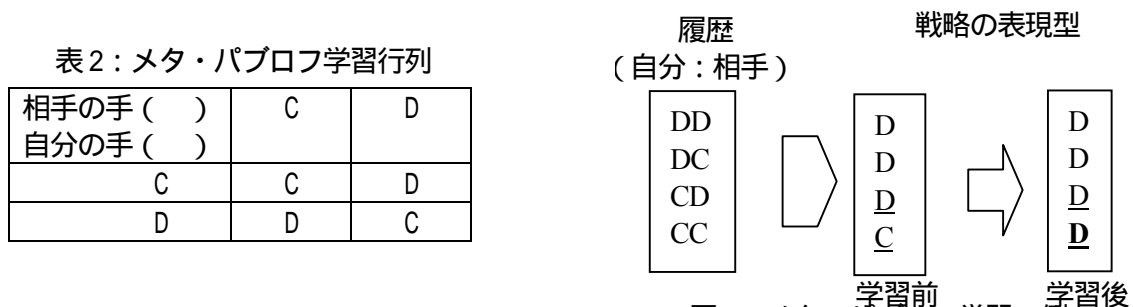 表2：メタ・パブロフ学習行列
相手の手（　）　C　D
自分の手（　）
C　C　D
D　D　C
履歴
（自分：相手）
戦略の表現型
DD　D　D
DC　D　D
CD　D　D
CC　C　D
学習前　学習後